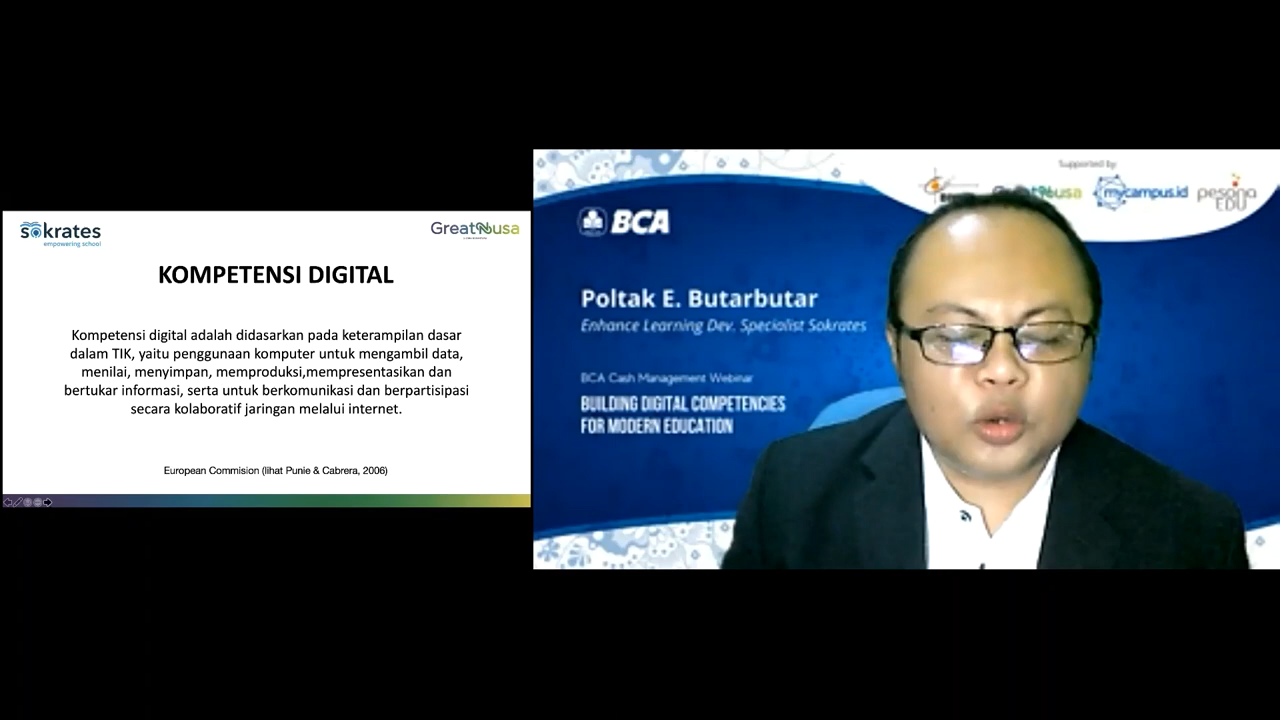 sokrates
empowering school
GreatNusa
KOMPETENSI DIGITAL
Kompetensi digital adalah didasarkan pada keterampilan dasar
dalam TIK, yaitu penggunaan komputer untuk mengambil data,
menilai, menyimpan, memproduksi,mempresentasikan dan
bertukar informasi, serta untuk berkomunikasi dan berpartisipasi
secara kolaboratif jaringan melalui internet.
European Commision (lihat Punie & Cabrera, 2006)
Supported by
GreatNusa
mycampus.id
pesona
EDU
BCA
Poltak E. Butarbutar
Enhance Learning Dev. Specialist Sokrates
BCA Cash Management Webinar
BUILDING DIGITAL COMPETENCIES
FOR MODERN EDUCATION